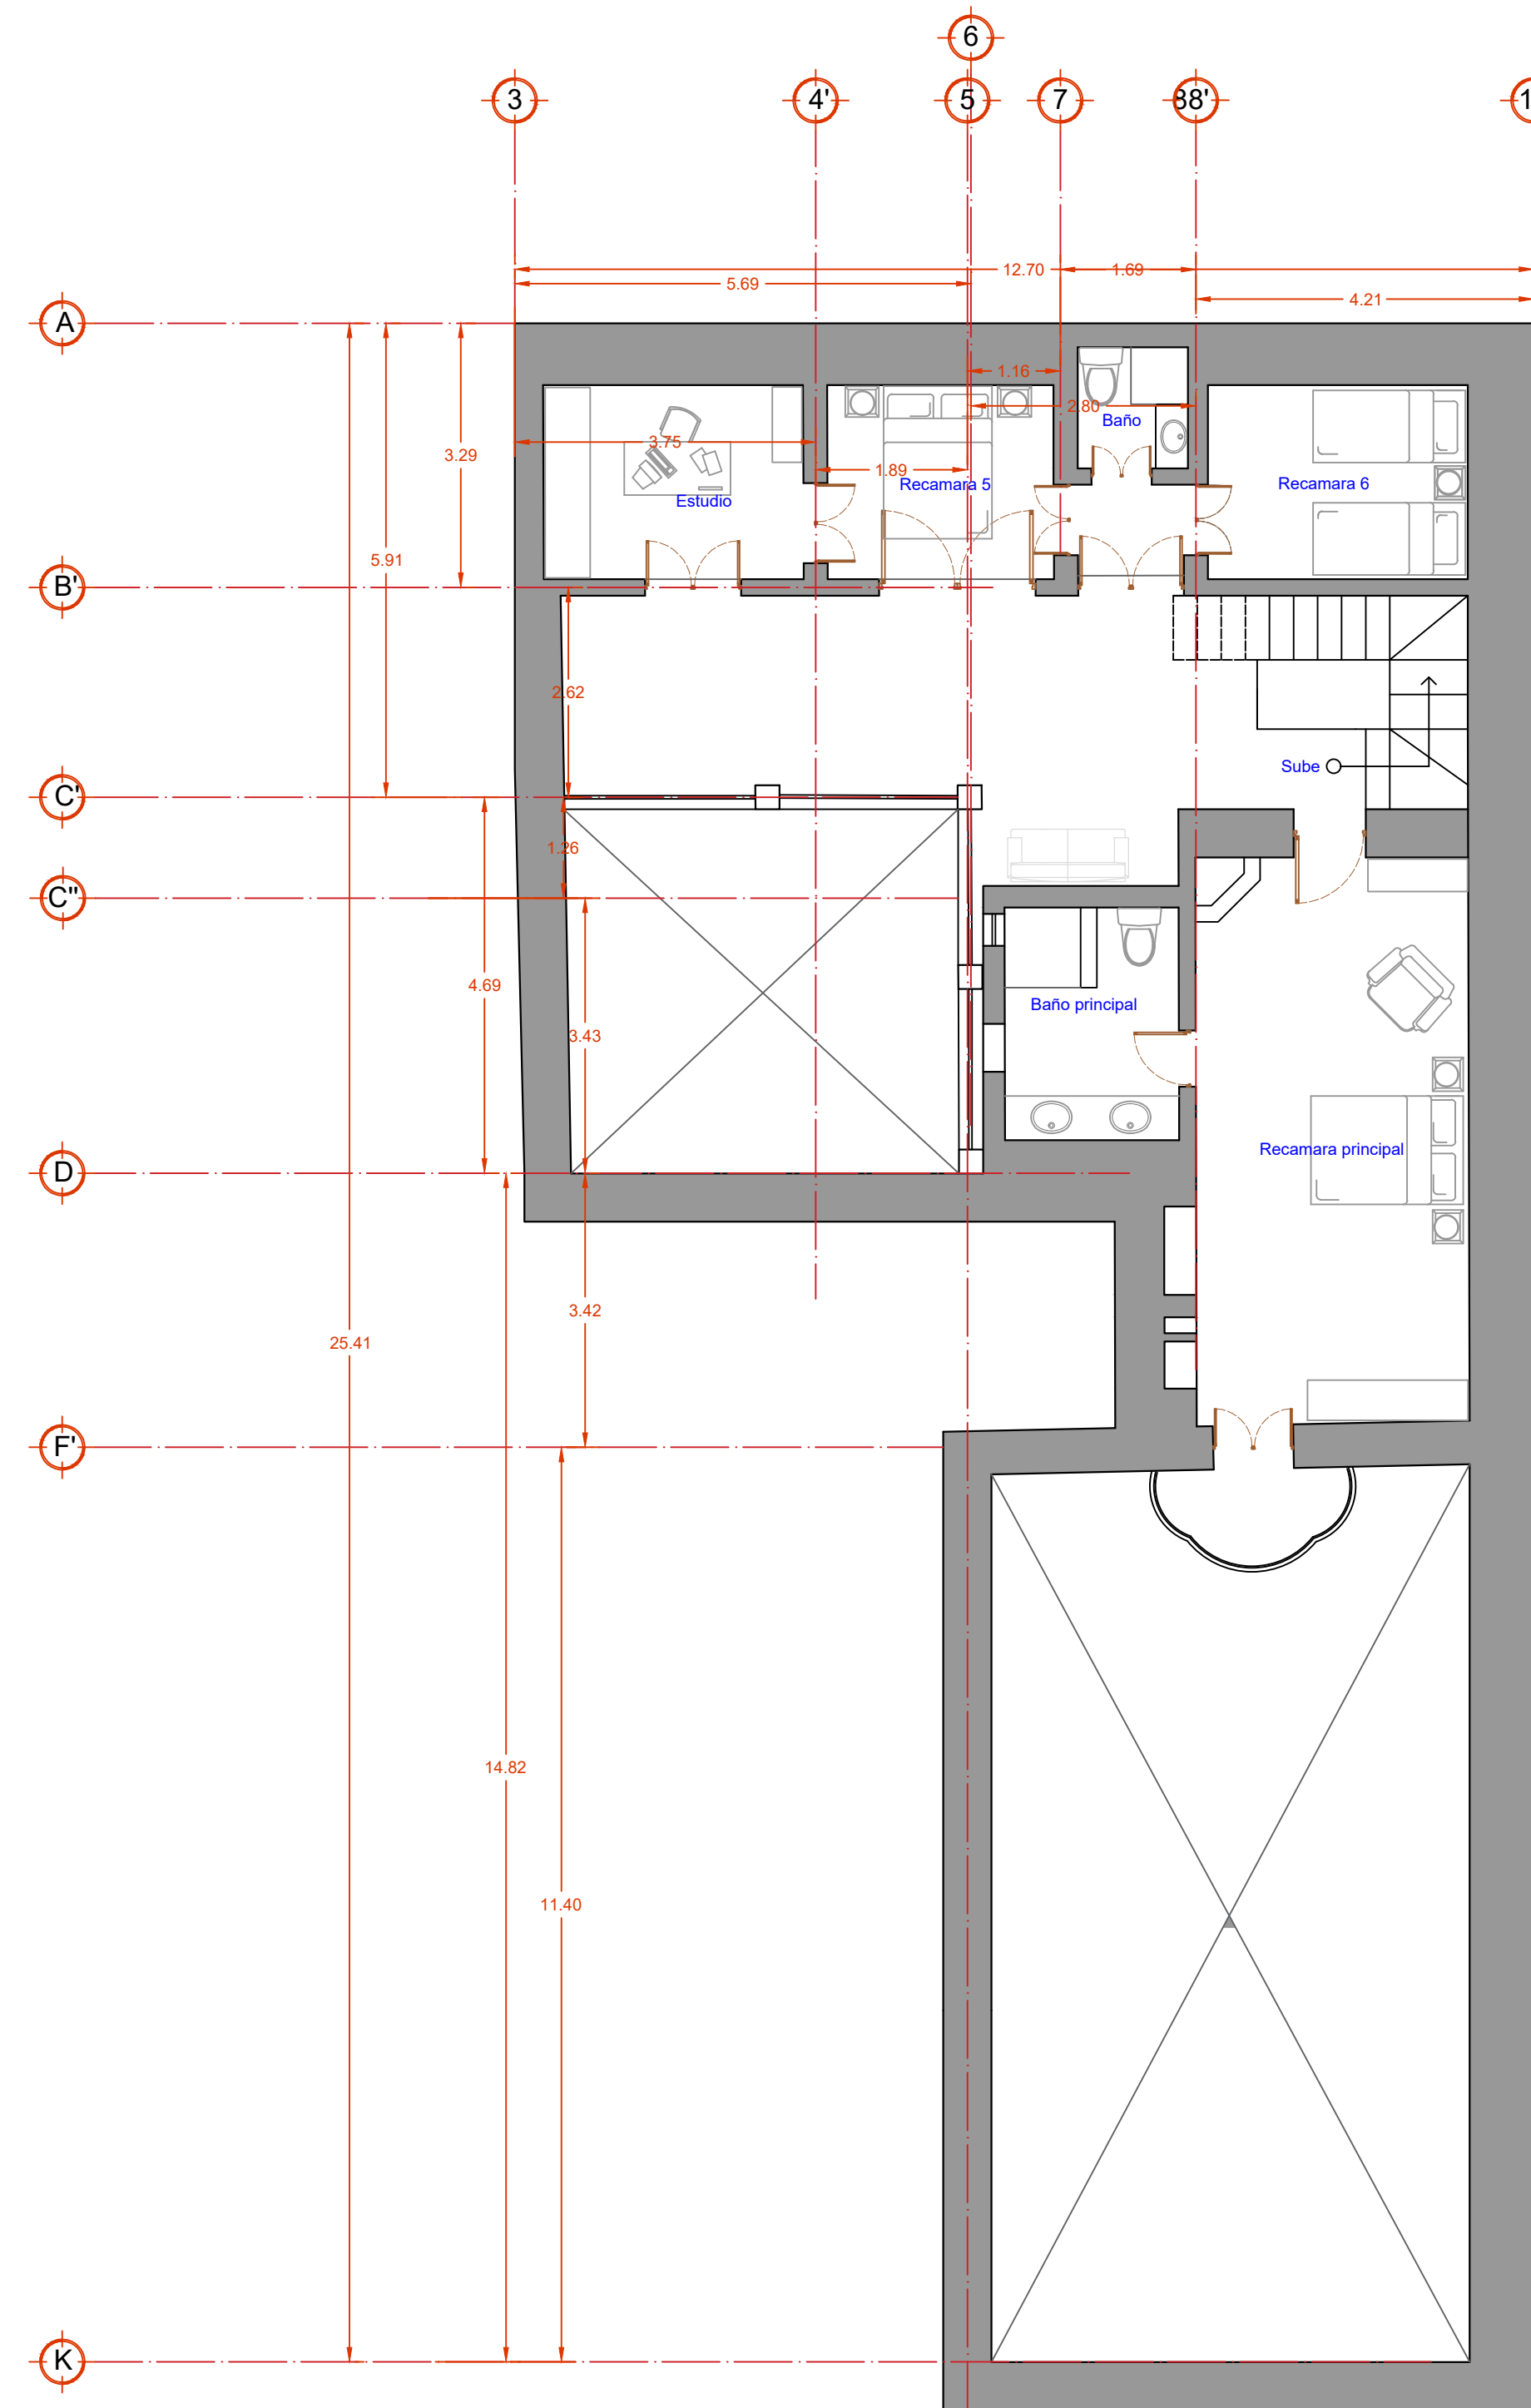 6
3
4'
5
7
88'
1
12.70
1.69
5.69
4.21
A
1.16
2.80
Baño
3.75
3.29
1.89
Recamara 5
Recamara 6
Estudio
5.91
B'
2.62
Sube
C'
1.26
C"
4.69
Baño principal
3.43
Recamara principal
D
3.42
25.41
F'
14.82
11.40
K